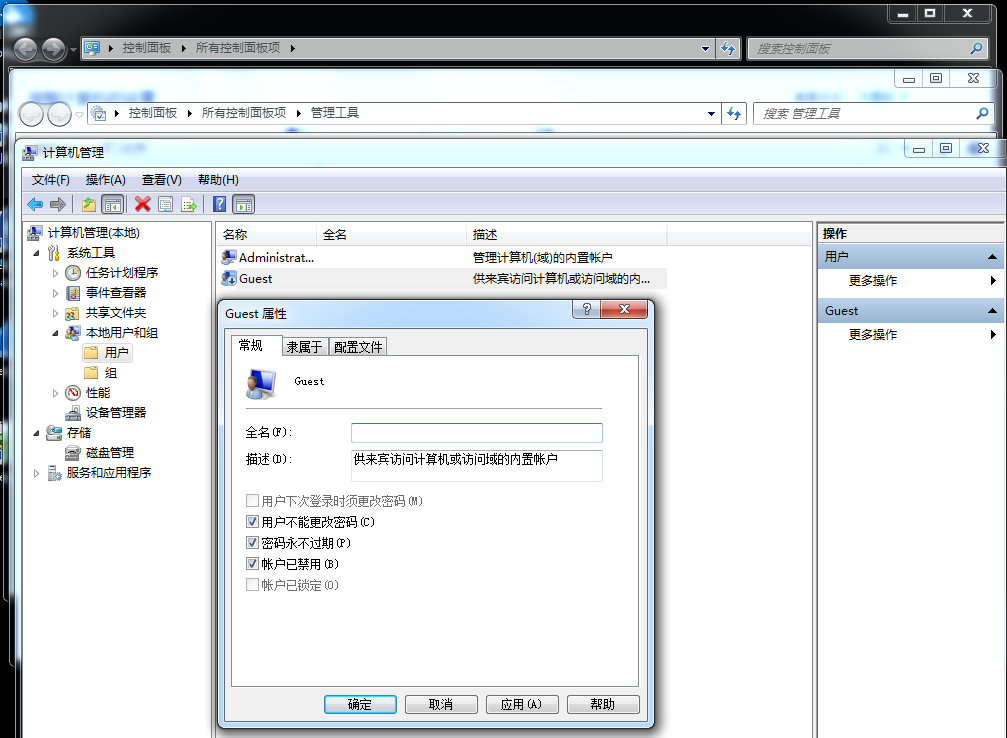 控制面板 所有控制面板项 搜索控制面板
控制面板 所有控制面板项 管理工具 搜索 管理工具
计算机管理
文件(F) 操作(A) 查看(V) 帮助(H)
计算机管理(本地)
系统工具
任务计划程序
事件查看器
共享文件夹
本地用户和组
用户
组
性能
设备管理器
存储
磁盘管理
服务和应用程序
名称 全名 描述
Administrat... 管理计算机(域)的内置帐户
Guest 供来宾访问计算机或访问域的内...
操作
用户
更多操作
Guest
更多操作
Guest 属性
常规 隶属于 配置文件
Guest
全名(F):
描述(D): 供来宾访问计算机或访问域的内置帐户
用户下次登录时须更改密码(M)
用户不能更改密码(C)
密码永不过期(P)
帐户已禁用(B)
帐户已锁定(O)
确定 取消 应用(A) 帮助